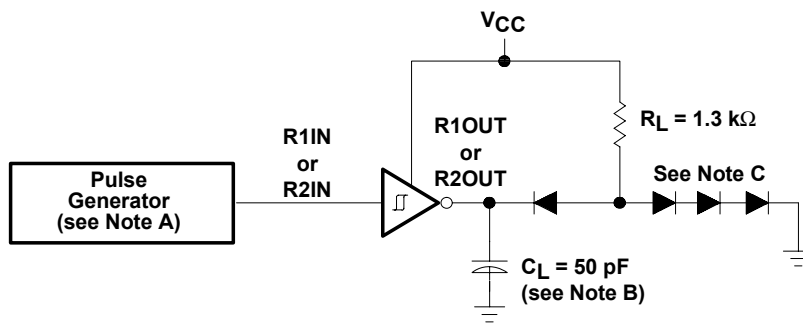 VCC
R1IN
or
R2IN
R1OUT
or
R2OUT
RL = 1.3 kΩ
Pulse
Generator
(see Note A)
See Note C
CL = 50 pF
(see Note B)